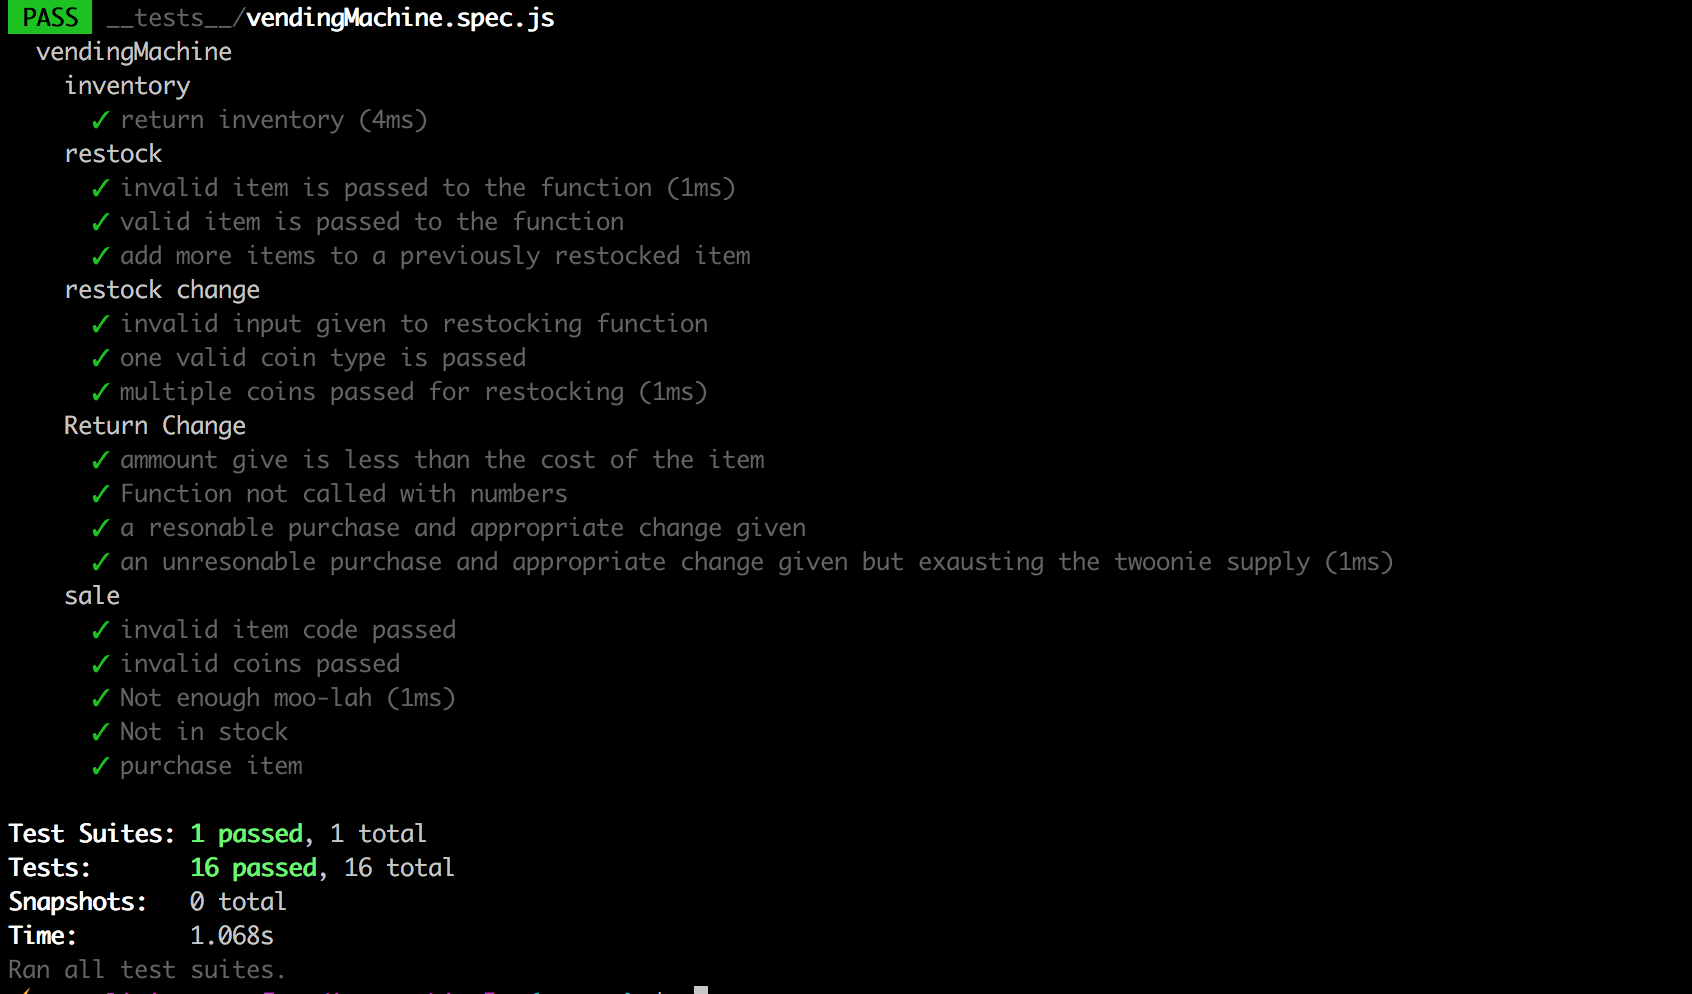 PASS __tests__/vendingMachine.spec.js
vendingMachine
inventory
✓ return inventory (4ms)
restock
✓ invalid item is passed to the function (1ms)
✓ valid item is passed to the function
✓ add more items to a previously restocked item
restock change
✓ invalid input given to restocking function
✓ one valid coin type is passed
✓ multiple coins passed for restocking (1ms)
Return Change
✓ ammount give is less than the cost of the item
✓ Function not called with numbers
✓ a resonable purchase and appropriate change given
✓ an unresonable purchase and appropriate change given but exausting the twoonie supply (1ms)
sale
✓ invalid item code passed
✓ invalid coins passed
✓ Not enough moo-lah (1ms)
✓ Not in stock
✓ purchase item
Test Suites: 1 passed, 1 total
Tests: 16 passed, 16 total
Snapshots: 0 total
Time: 1.068s
Ran all test suites.